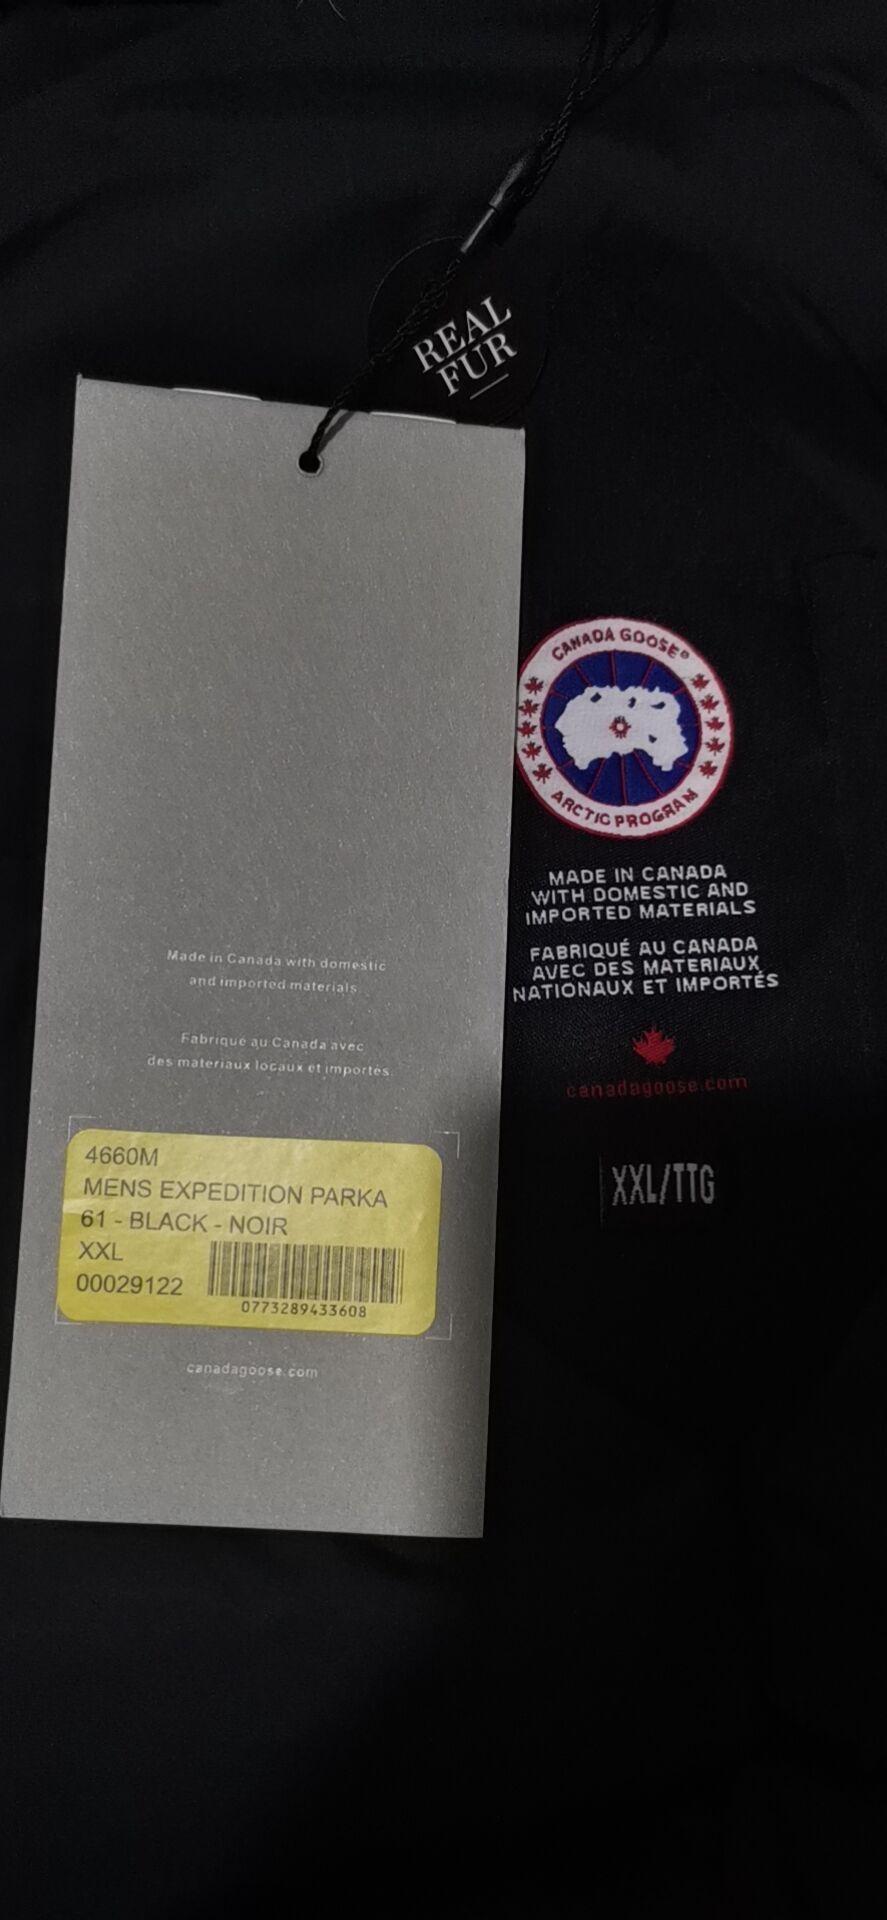 REAL
FUR
CANADA GOOSE®
ARCTIC PROGRAM
MADE IN CANADA
WITH DOMESTIC AND
IMPORTED MATERIALS
FABRIQUÉ AU CANADA
AVEC DES MATERIAUX
NATIONAUX ET IMPORTÉS
canadagoose.com
XXL/TTG
Made in Canada with domestic
and imported materials.
Fabriqué au Canada avec
des materiaux locaux et importés.
4660M
MENS EXPEDITION PARKA
61 - BLACK - NOIR
XXL
00029122
0773289433608
canadagoose.com